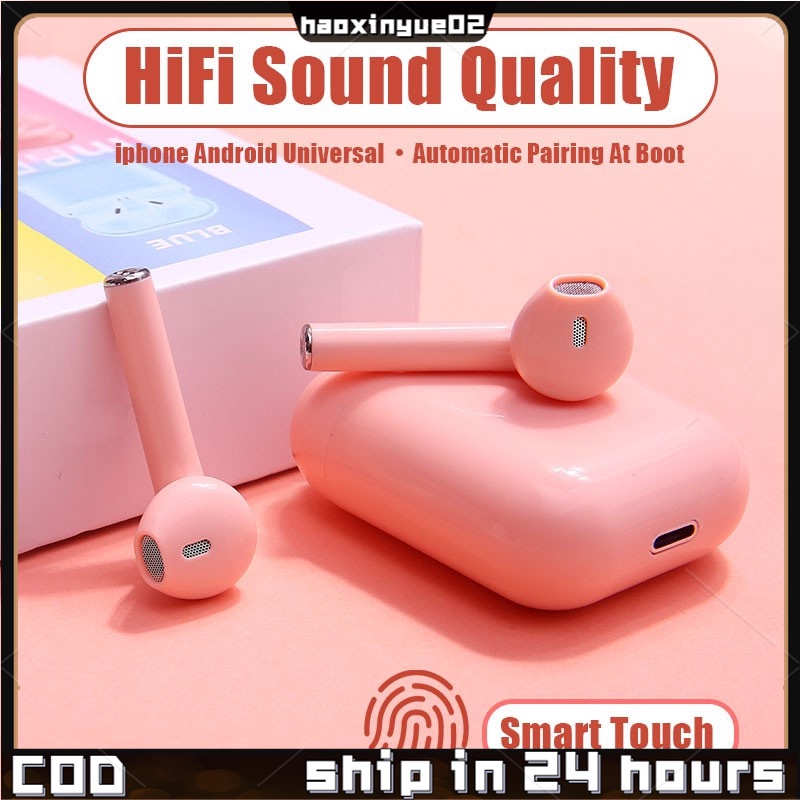 haoxinyue02
HiFi Sound Quality
iphone Android Universal • Automatic Pairing At Boot
BLUE
Smart Touch
COD ship in 24 hours